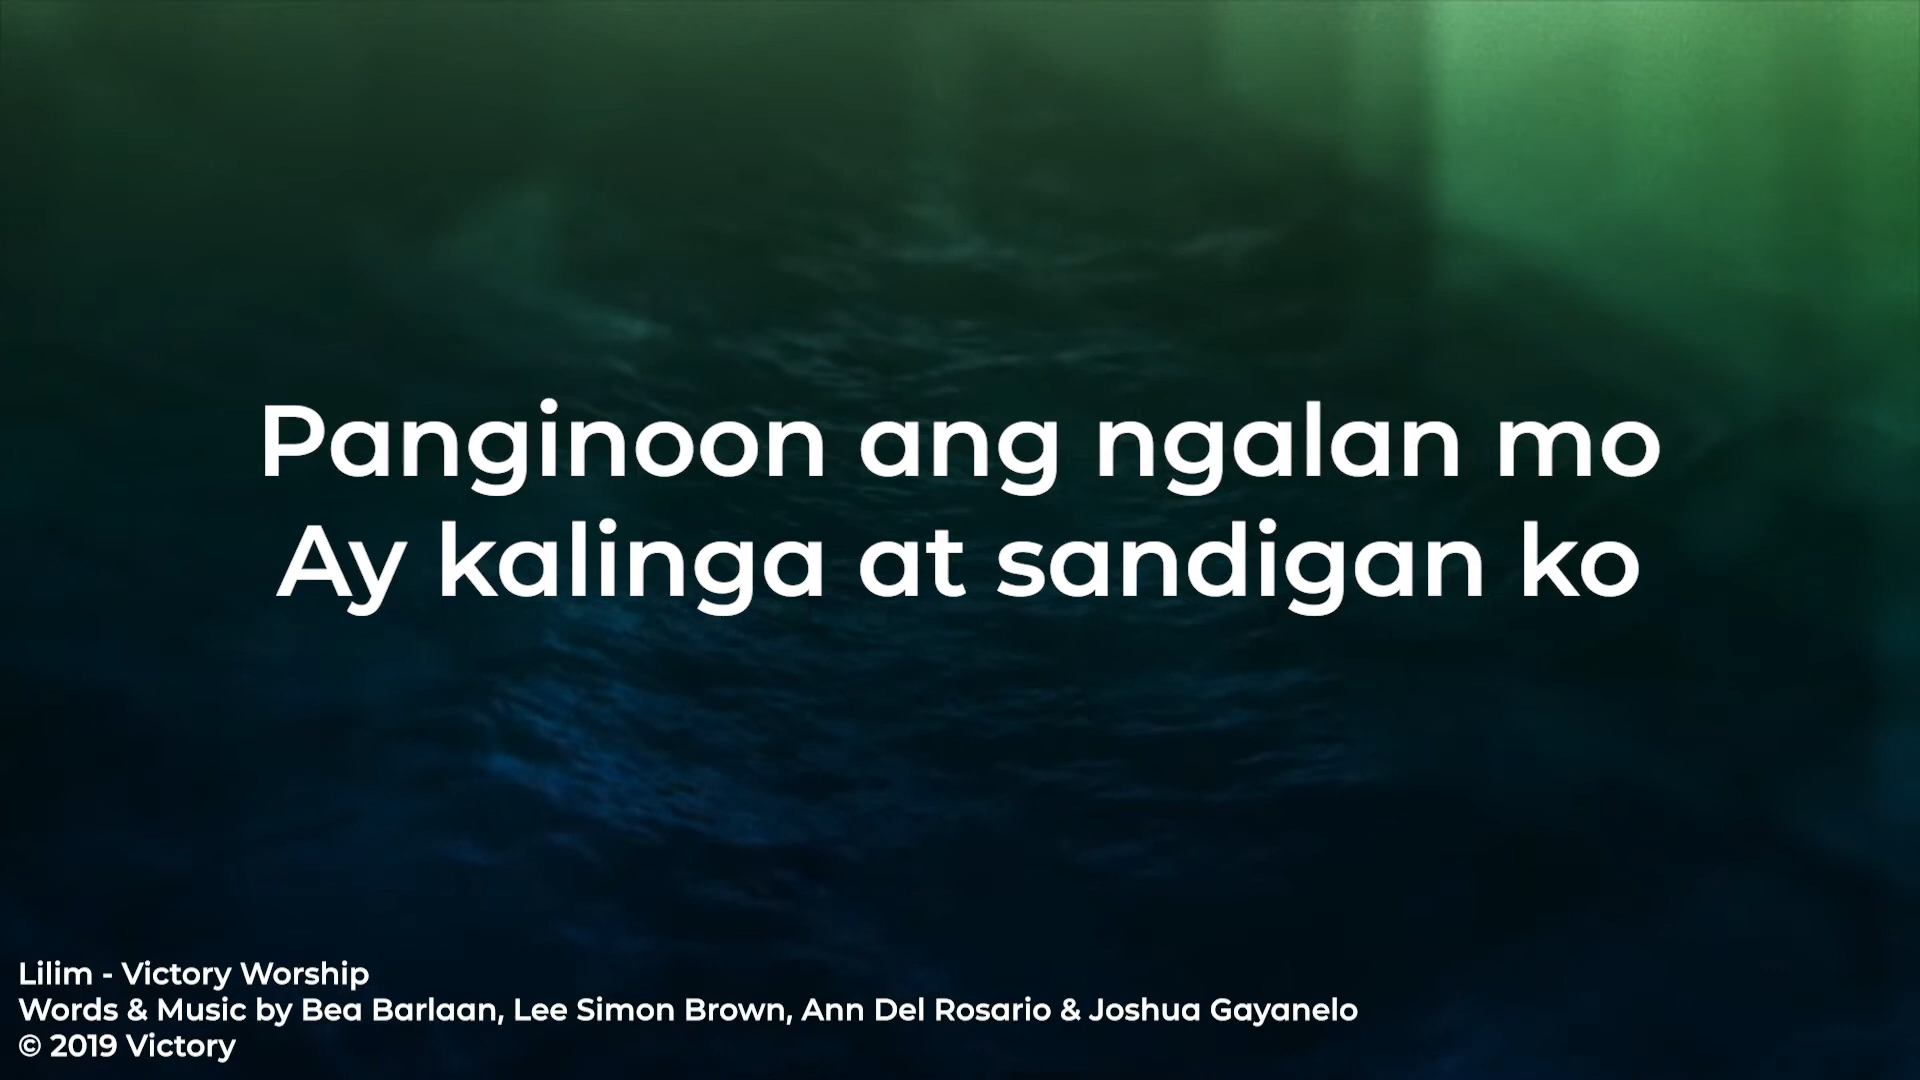 Panginoon ang ngalan mo
Ay kalinga at sandigan ko
Lilim - Victory Worship
Words & Music by Bea Barlaan, Lee Simon Brown, Ann Del Rosario & Joshua Gayanelo
© 2019 Victory